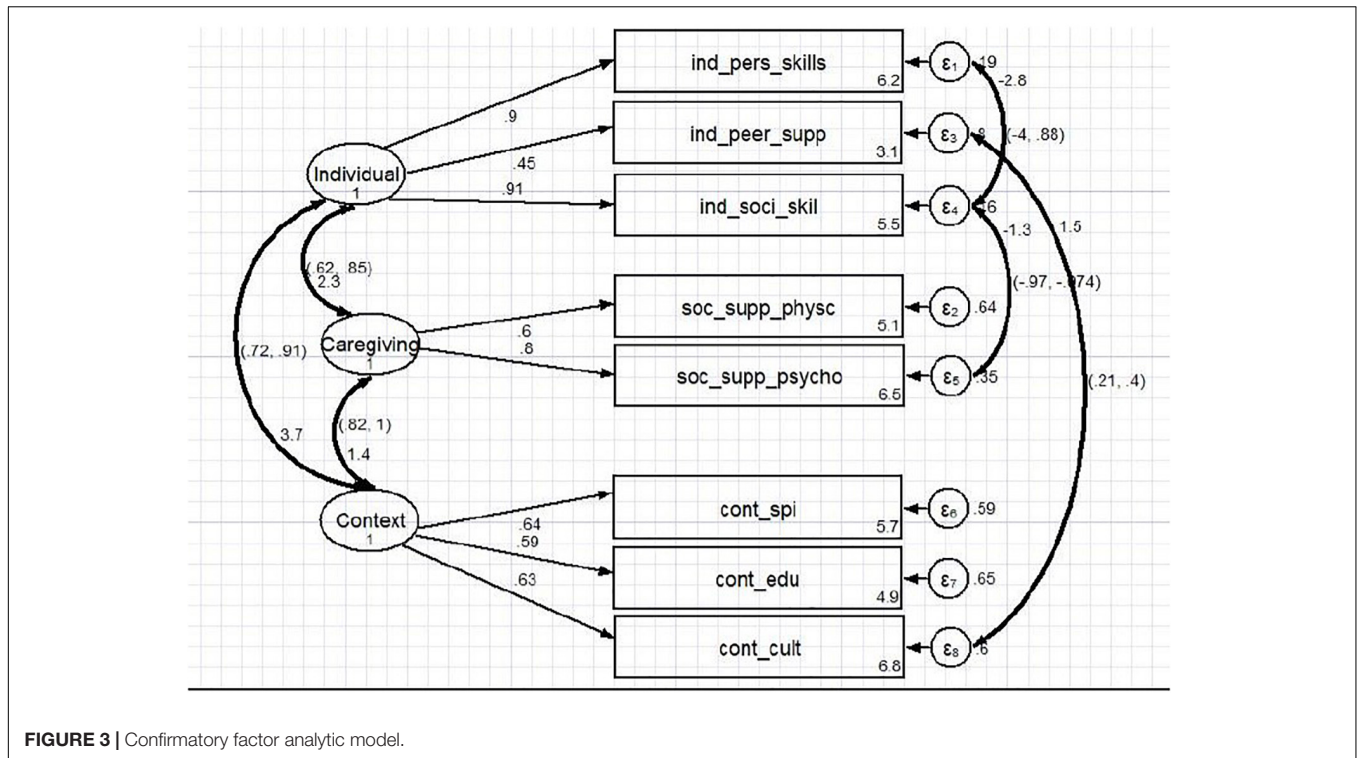 ind_pers_skills
6.2
ε1
.19
-2.8
.9
ind_peer_supp
3.1
ε3
.8
(-4, .88)
Individual
1
.45
.91
ind_soci_skil
5.5
ε4
.16
-1.3
1.5
(.62, .85)
2.3
(-.97, -.074)
soc_supp_physc
5.1
ε2
.64
Caregiving
1
.6
.8
(.72, .91)
soc_supp_psycho
6.5
ε5
.35
(.21, .4)
(.82, 1)
3.7
1.4
cont_spi
5.7
ε6
.59
Context
1
.64
.59
.63
cont_edu
4.9
ε7
.65
cont_cult
6.8
ε8
.6
FIGURE 3 | Confirmatory factor analytic model.